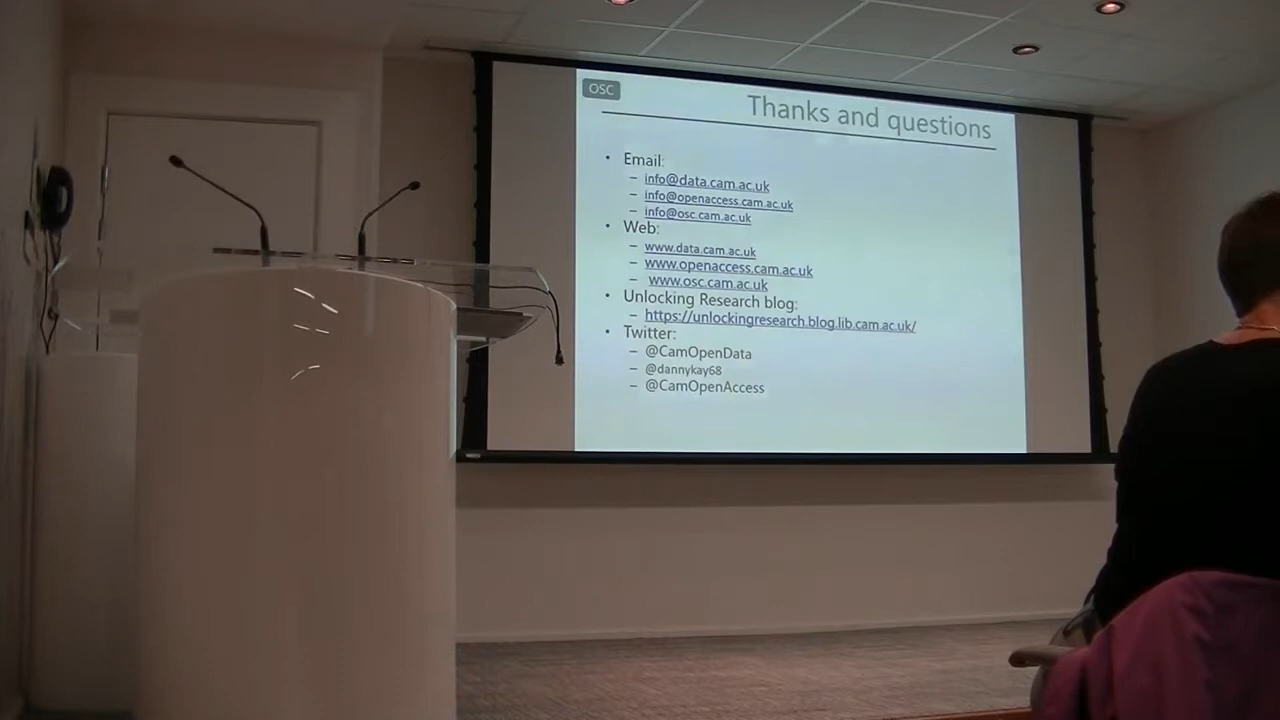 OSC
Thanks and questions
• Email:
– info@data.cam.ac.uk
– info@openaccess.cam.ac.uk
– info@osc.cam.ac.uk
• Web:
– www.data.cam.ac.uk
– www.openaccess.cam.ac.uk
– www.osc.cam.ac.uk
• Unlocking Research blog:
– https://unlockingresearch.blog.lib.cam.ac.uk/
• Twitter:
– @CamOpenData
– @dannykay68
– @CamOpenAccess